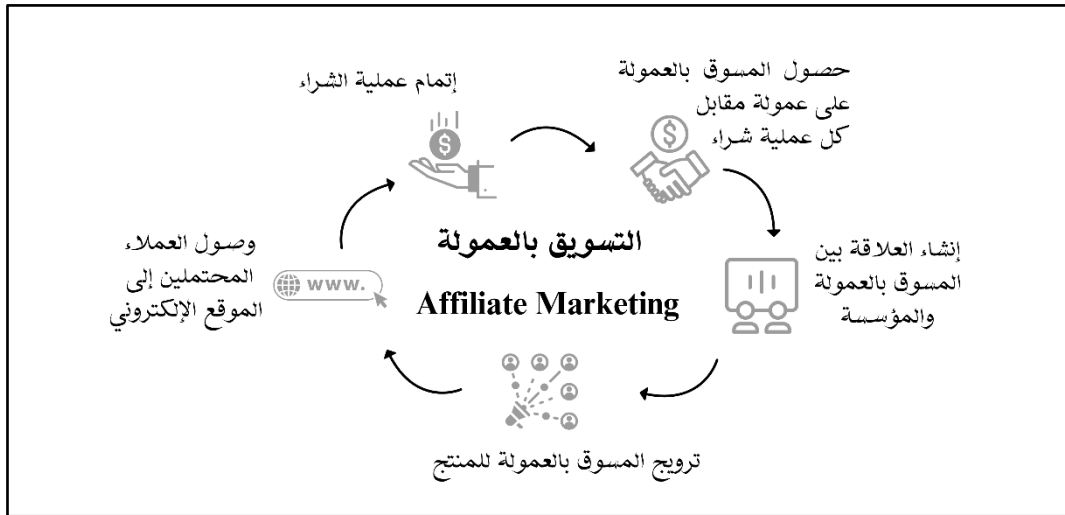 حصول المسوق بالعمولة
على عمولة مقابل
كل عملية شراء
إتمام عملية الشراء
$
$
التسويق بالعمولة
Affiliate Marketing
إنشاء العلاقة بين
المسوق بالعمولة
والمؤسسة
وصول العملاء
المحتملين إلى
الموقع الإلكتروني
www.
ترويج المسوق بالعمولة للمنتج